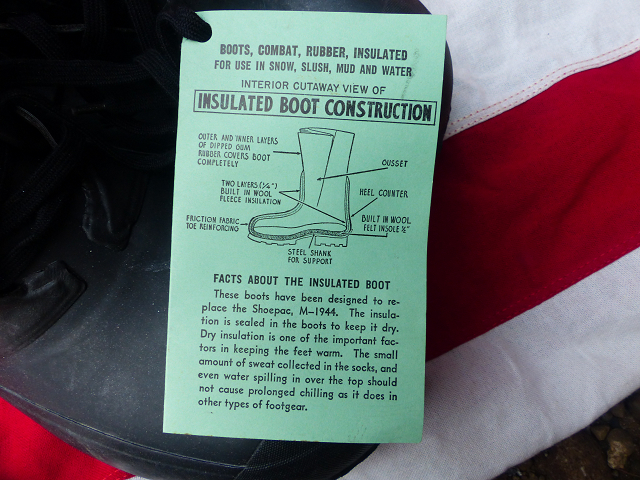 BOOTS, COMBAT, RUBBER, INSULATED
FOR USE IN SNOW, SLUSH, MUD AND WATER
INTERIOR CUTAWAY VIEW OF
INSULATED BOOT CONSTRUCTION
OUTER AND INNER LAYERS
OF DIPPED GUM
RUBBER COVERS BOOT
COMPLETELY
GUSSET
TWO LAYERS (1/4")
BUILT IN WOOL
FLEECE INSULATION
HEEL COUNTER
FRICTION FABRIC
TOE REINFORCING
BUILT IN WOOL
FELT INSOLE ½"
STEEL SHANK
FOR SUPPORT
FACTS ABOUT THE INSULATED BOOT
These boots have been designed to re-
place the Shoepac, M-1944. The insula-
tion is sealed in the boots to keep it dry.
Dry insulation is one of the important fac-
tors in keeping the feet warm. The small
amount of sweat collected in the socks, and
even water spilling in over the top should
not cause prolonged chilling as it does in
other types of footgear.